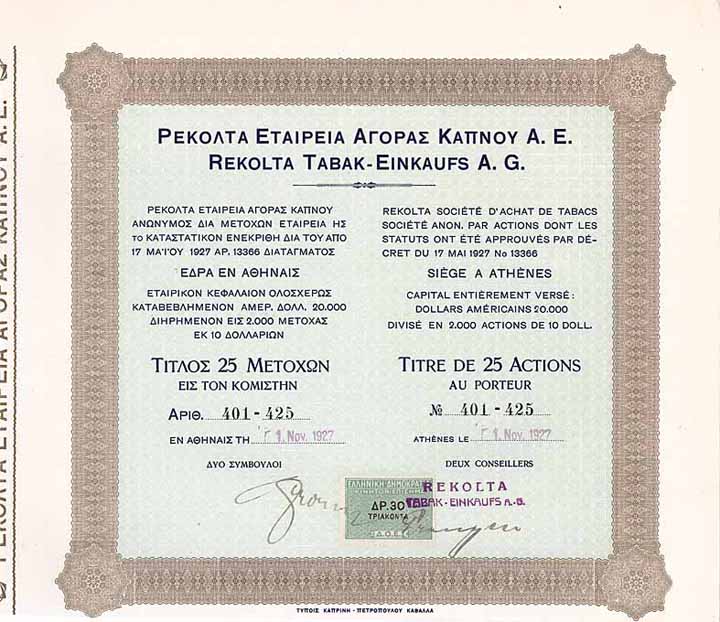 ΡΕΚΟΛΤΑ ΕΤΑΙΡΕΙΑ ΑΓΟΡΑΣ ΚΑΠΝΟΥ Α. Ε.
REKOLTA TABAK-EINKAUFS A. G.
ΡΕΚΟΛΤΑ ΕΤΑΙΡΕΙΑ ΑΓΟΡΑΣ ΚΑΠΝΟΥ
ΑΝΩΝΥΜΟΣ ΔΙΑ ΜΕΤΟΧΩΝ ΕΤΑΙΡΕΙΑ ΗΣ
το ΚΑΤΑΣΤΑΤΙΚΟΝ ΕΝΕΚΡΙΘΗ ΔΙΑ ΤΟΥ ΑΠΟ
17 ΜΑΪΟΥ 1927 ΑΡ. 13366 ΔΙΑΤΑΓΜΑΤΟΣ
ΕΔΡΑ ΕΝ ΑΘΗΝΑΙΣ
ΕΤΑΙΡΙΚΟΝ ΚΕΦΑΛΑΙΟΝ ΟΛΟΣΧΕΡΩΣ
ΚΑΤΑΒΕΒΛΗΜΕΝΟΝ ΑΜΕΡ. ΔΟΛΛ. 20.000
ΔΙΗΡΗΜΕΝΟΝ ΕΙΣ 2.000 ΜΕΤΟΧΑΣ
ΕΚ 10 ΔΟΛΛΑΡΙΩΝ
ΤΙΤΛΟΣ 25 ΜΕΤΟΧΩΝ
ΕΙΣ ΤΟΝ ΚΟΜΙΣΤΗΝ
ΑΡΙΘ. 401-425
ΕΝ ΑΘΗΝΑΙΣ ΤΗ 1. Nov. 1927
ΔΥΟ ΣΥΜΒΟΥΛΟΙ
REKOLTA SOCIÉTÉ D'ACHAT DE TABACS
SOCIÉTÉ ANON. PAR ACTIONS DONT LES
STATUTS ONT ÉTÉ APPROUVÉS PAR DÉ-
CRET DU 17 MAI 1927 No 13366
SIÈGE A ATHÈNES
CAPITAL ENTIÈREMENT VERSÉ:
DOLLARS AMÉRICAINS 20.000
DIVISÉ EN 2.000 ACTIONS DE 10 DOLL.
TITRE DE 25 ACTIONS
AU PORTEUR
№ 401-425
ATHÈNES LE 1. Nov. 1927
DEUX CONSEILLERS
REKOLTA
TABAK-EINKAUFS A.-G.
ΕΛΛΗΝΙΚΗ ΔΗΜΟΚΡΑ
ΔΡ. 30
ΤΡΙΑΚΟΝΤΑ
ΤΥΠΟΙΣ ΚΑΠΡΙΝΗ-ΠΕΤΡΟΠΟΥΛΟΥ ΚΑΒΑΛΛΑ
ΡΕΚΟΛΤΑ ΕΤΑΙΡΕΙΑ ΑΓΟΡΑΣ ΚΑΠΝΟΥ Α. Ε.